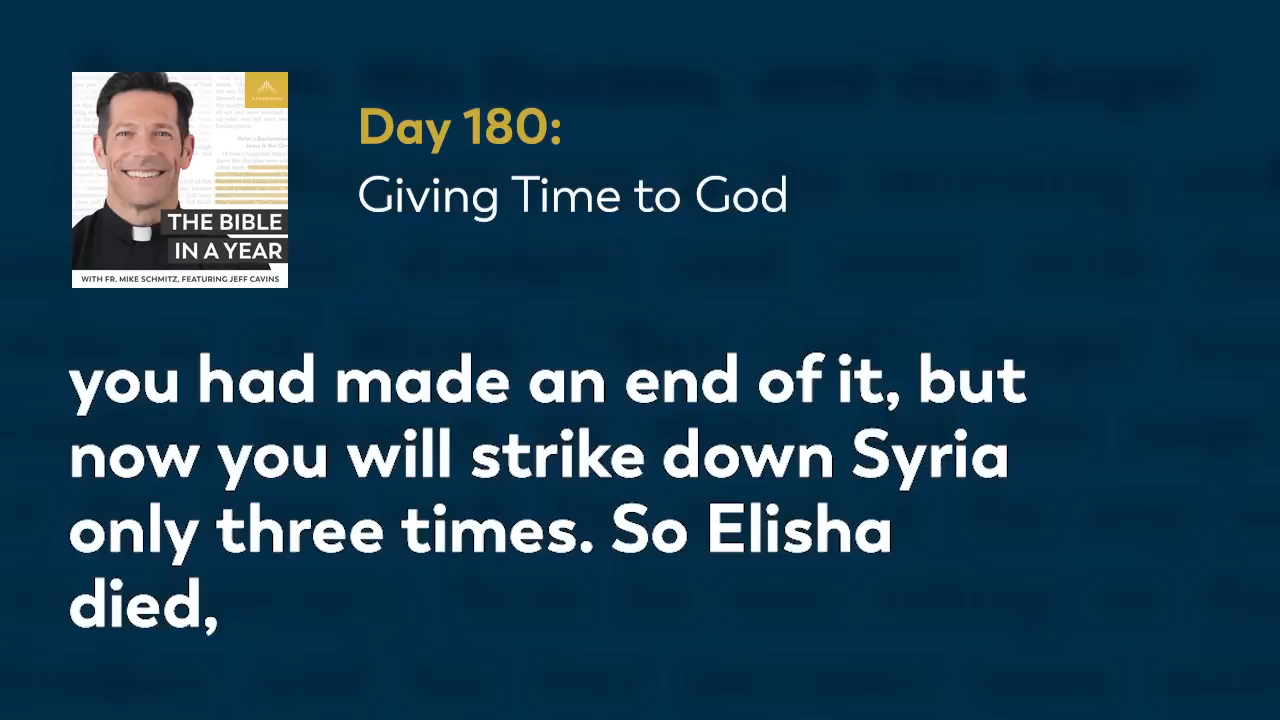 THE BIBLE
IN A YEAR
WITH FR. MIKE SCHMITZ, FEATURING JEFF CAVINS
Day 180:
Giving Time to God
you had made an end of it, but
now you will strike down Syria
only three times. So Elisha
died,